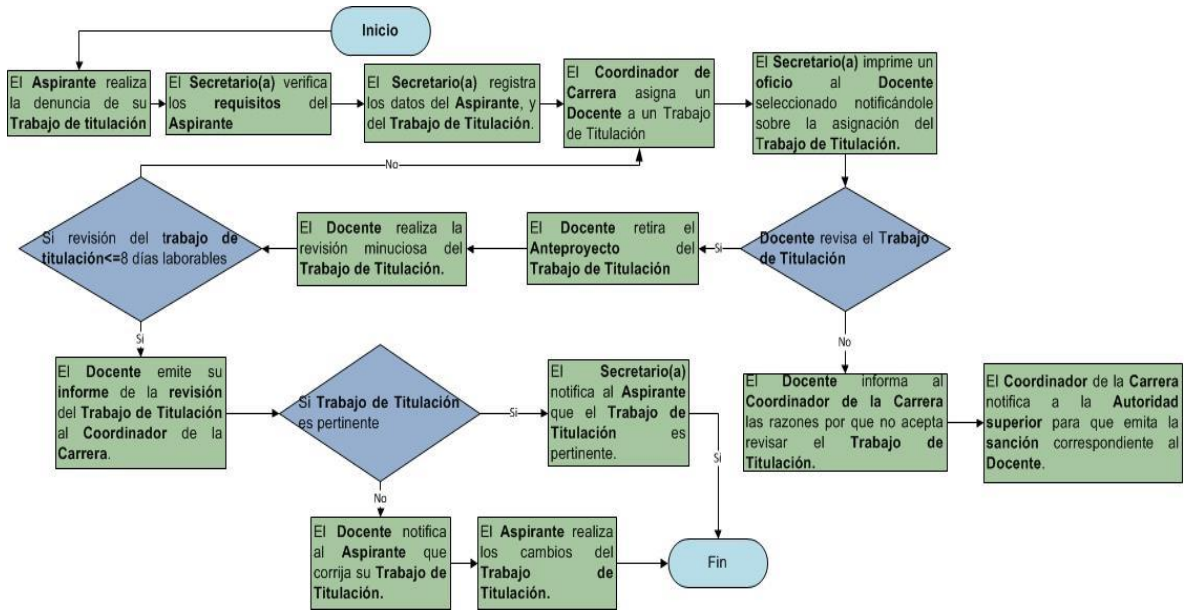 Inicio
El Aspirante realiza
la denuncia de su
Trabajo de titulación
El Secretario(a) verifica
los requisitos del
Aspirante
El Secretario(a) registra
los datos del Aspirante, y
del Trabajo de Titulación.
El Coordinador de
Carrera asigna un
Docente a un Trabajo
de Titulación
El Secretario(a) imprime un
oficio al Docente
seleccionado notificándole
sobre la asignación del
Trabajo de Titulación.
No
Si revisión del trabajo de
titulación<=8 días laborables
El Docente realiza la
revisión minuciosa del
Trabajo de Titulación.
El Docente retira el
Anteproyecto del
Trabajo de Titulación
Si
Docente revisa el Trabajo
de Titulación
Si
No
El Docente emite su
informe de la revisión
del Trabajo de Titulación
al Coordinador de la
Carrera.
Si Trabajo de Titulación
es pertinente
Si
El Secretario(a)
notifica al Aspirante
que el Trabajo de
Titulación es
pertinente.
Si
El Docente informa al
Coordinador de la Carrera
las razones por que no acepta
revisar el Trabajo de
Titulación.
El Coordinador de la Carrera
notifica a la Autoridad
superior para que emita la
sanción correspondiente al
Docente.
No
El Docente notifica
al Aspirante que
corrija su Trabajo de
Titulación.
El Aspirante realiza
los cambios del
Trabajo de
Titulación.
Fin